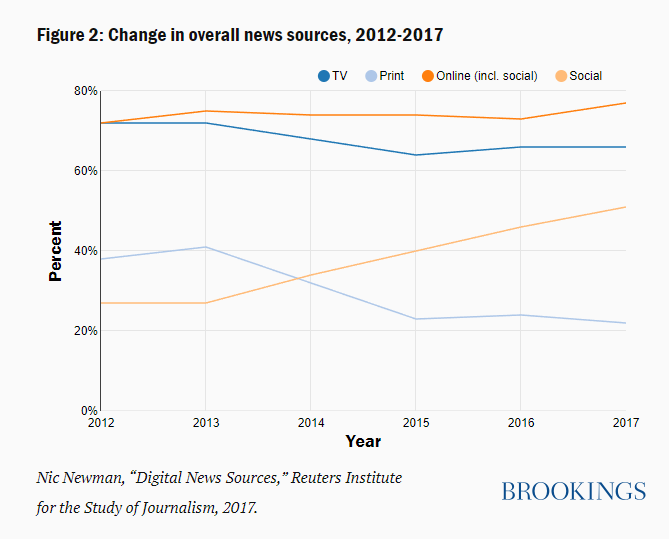 Figure 2: Change in overall news sources, 2012-2017
TV Print Online (incl. social) Social
80%
60%
40%
20%
0%
Percent
2012 2013 2014 2015 2016 2017
Year
Nic Newman, “Digital News Sources,” Reuters Institute
for the Study of Journalism, 2017.
BROOKINGS